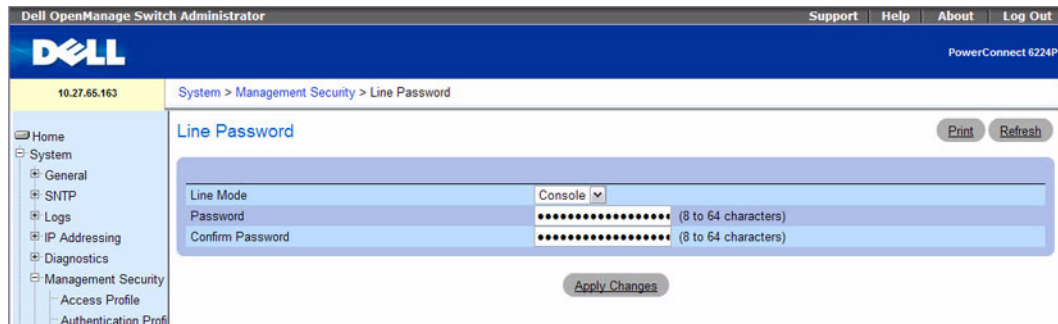 Dell OpenManage Switch Administrator
Support Help About Log Out
DELL
PowerConnect 6224P
10.27.65.163
System > Management Security > Line Password
Home
System
General
SNTP
Logs
IP Addressing
Diagnostics
Management Security
Access Profile
Authentication Profi
Line Password
Print Refresh
Line Mode Console
Password •••••••••••••••••• (8 to 64 characters)
Confirm Password •••••••••••••••••• (8 to 64 characters)
Apply Changes